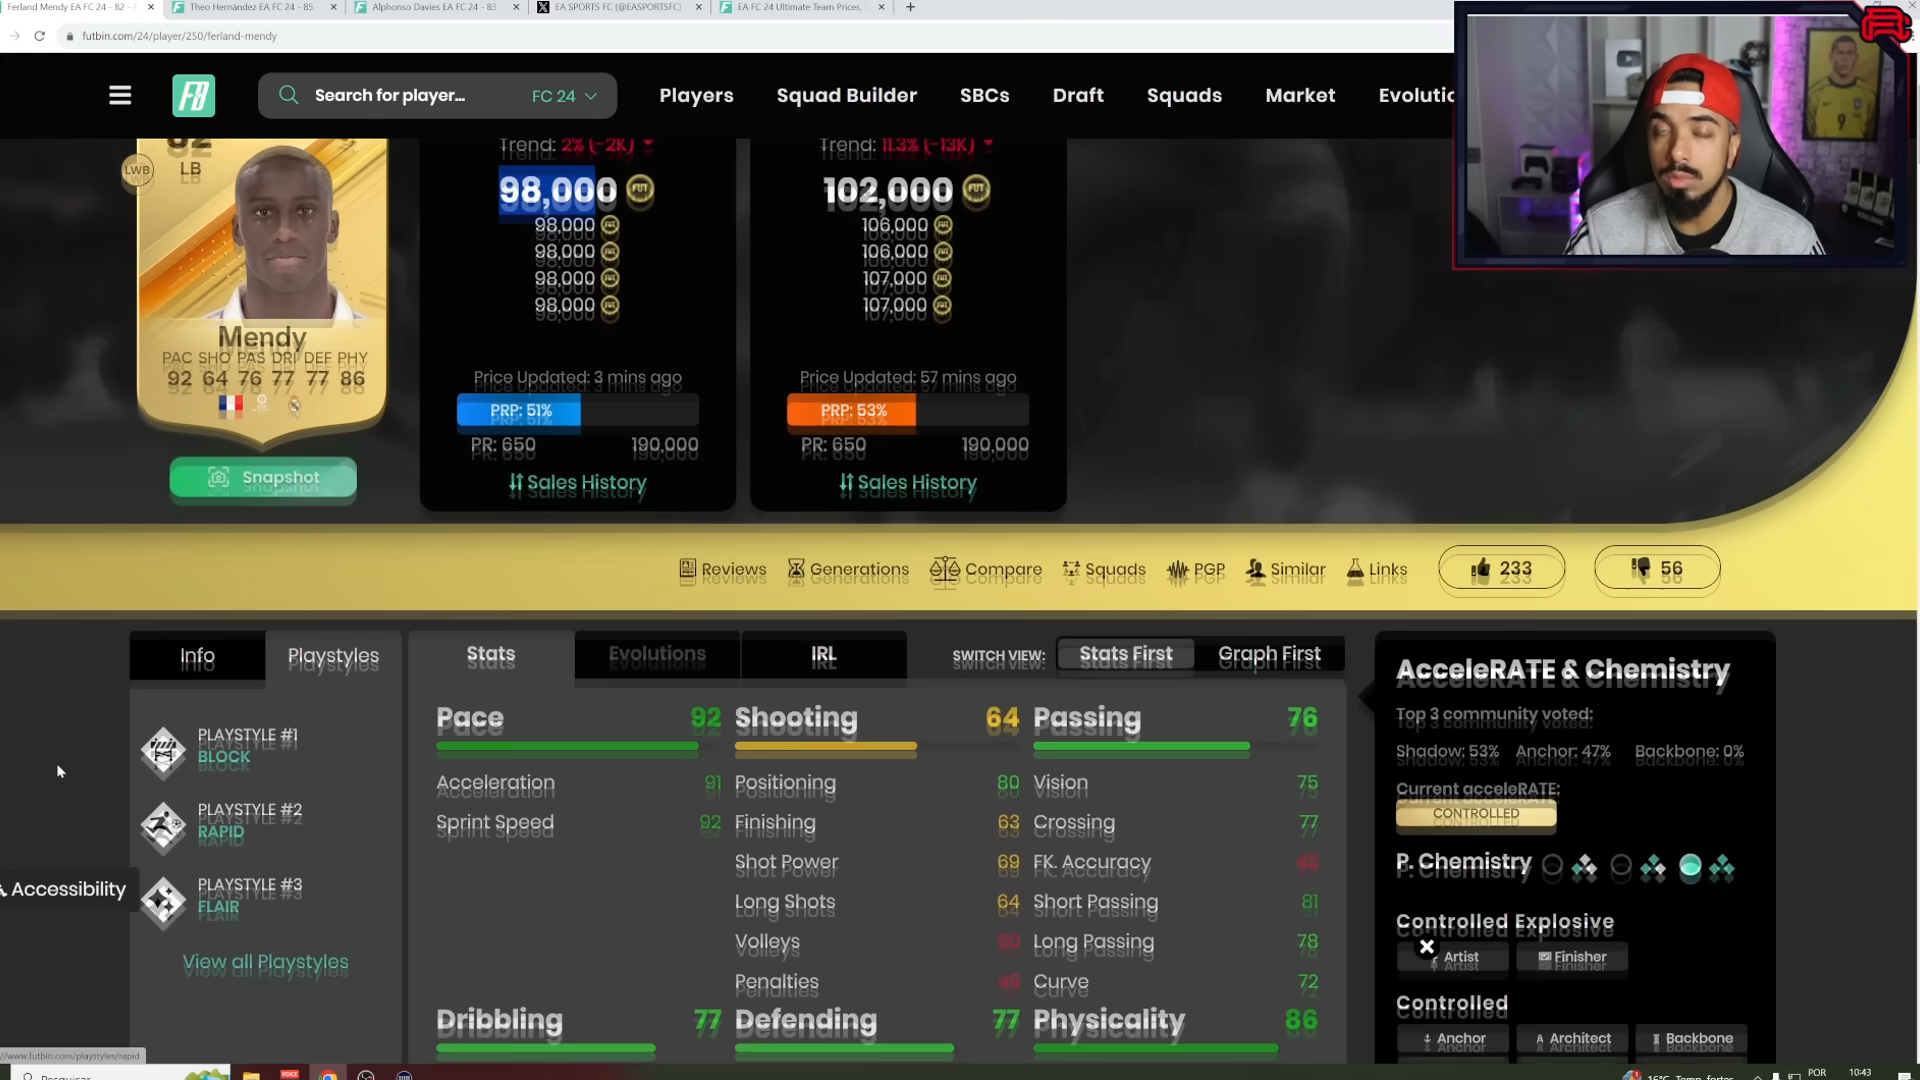 Ferland Mendy EA FC 24 - 82 -
Theo Hernández EA FC 24 - 85
Alphonso Davies EA FC 24 - 83
EA SPORTS FC (@EASPORTSFC)
EA FC 24 Ultimate Team Prices,
futbin.com/24/player/250/ferland-mendy
Search for player...
FC 24
Players
Squad Builder
SBCs
Draft
Squads
Market
LWB
LB
Mendy
PAC SHO PAS DRI DEF PHY
92 64 76 77 77 86
Snapshot
Trend: 2% (-2K)
98,000
98,000
98,000
98,000
98,000
Price Updated: 3 mins ago
PRP: 51%
PR: 650
190,000
Sales History
Trend: 11.3% (-13K)
102,000
106,000
106,000
107,000
107,000
Price Updated: 57 mins ago
PRP: 53%
PR: 650
190,000
Sales History
Reviews
Generations
Compare
Squads
PGP
Similar
Links
233
56
Info
Playstyles
PLAYSTYLE #1
BLOCK
PLAYSTYLE #2
RAPID
PLAYSTYLE #3
FLAIR
View all Playstyles
Accessibility
Stats
Evolutions
IRL
SWITCH VIEW:
Stats First
Graph First
Pace 92
Acceleration 91
Sprint Speed 92
Shooting 64
Positioning 80
Finishing 63
Shot Power 69
Long Shots 64
Volleys
Penalties
Passing 76
Vision 75
Crossing 77
FK. Accuracy
Short Passing 81
Long Passing 78
Curve 72
Dribbling 77
Defending 77
Physicality 86
AcceleRATE & Chemistry
Top 3 community voted:
Shadow: 53% Anchor: 47% Backbone: 0%
Current acceleRATE:
CONTROLLED
P. Chemistry
Controlled Explosive
Artist
Finisher
Controlled
Anchor
Architect
Backbone
www.futbin.com/playstyles/rapid
Pesquisar
POR
10:43